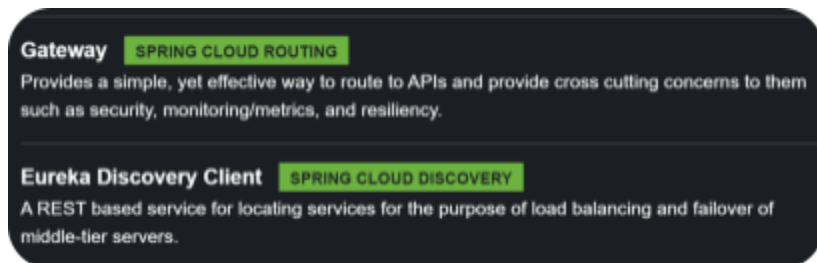 Gateway SPRING CLOUD ROUTING
Provides a simple, yet effective way to route to APIs and provide cross cutting concerns to them
such as security, monitoring/metrics, and resiliency.
Eureka Discovery Client SPRING CLOUD DISCOVERY
A REST based service for locating services for the purpose of load balancing and failover of
middle-tier servers.